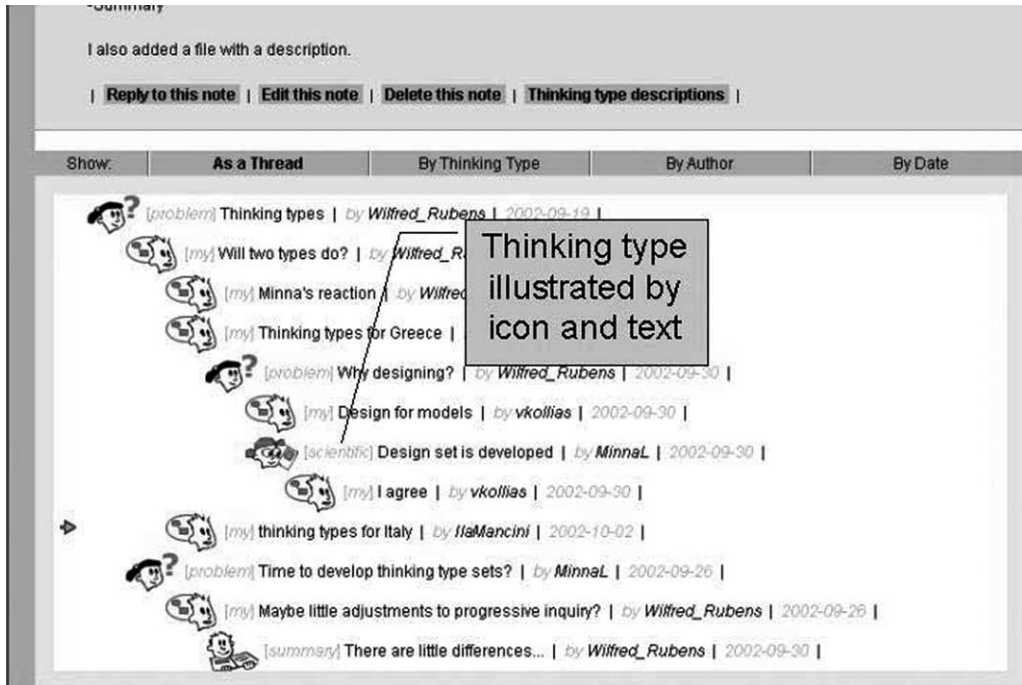 -Summary
I also added a file with a description.
| Reply to this note | Edit this note | Delete this note | Thinking type descriptions |
Show: As a Thread By Thinking Type By Author By Date
[problem] Thinking types | by Wilfred_Rubens | 2002-09-19 |
[my] Will two types do? | by Wilfred_R
[my] Minna's reaction | by Wilfred
[my] Thinking types for Greece |
Thinking type
illustrated by
icon and text
[problem] Why designing? | by Wilfred_Rubens | 2002-09-30 |
[my] Design for models | by vkollias | 2002-09-30 |
[scientific] Design set is developed | by MinnaL | 2002-09-30 |
[my] I agree | by vkollias | 2002-09-30 |
[my] thinking types for Italy | by IlaMancini | 2002-10-02 |
[problem] Time to develop thinking type sets? | by MinnaL | 2002-09-26 |
[my] Maybe little adjustments to progressive inquiry? | by Wilfred_Rubens | 2002-09-26 |
[summary] There are little differences... | by Wilfred_Rubens | 2002-09-30 |